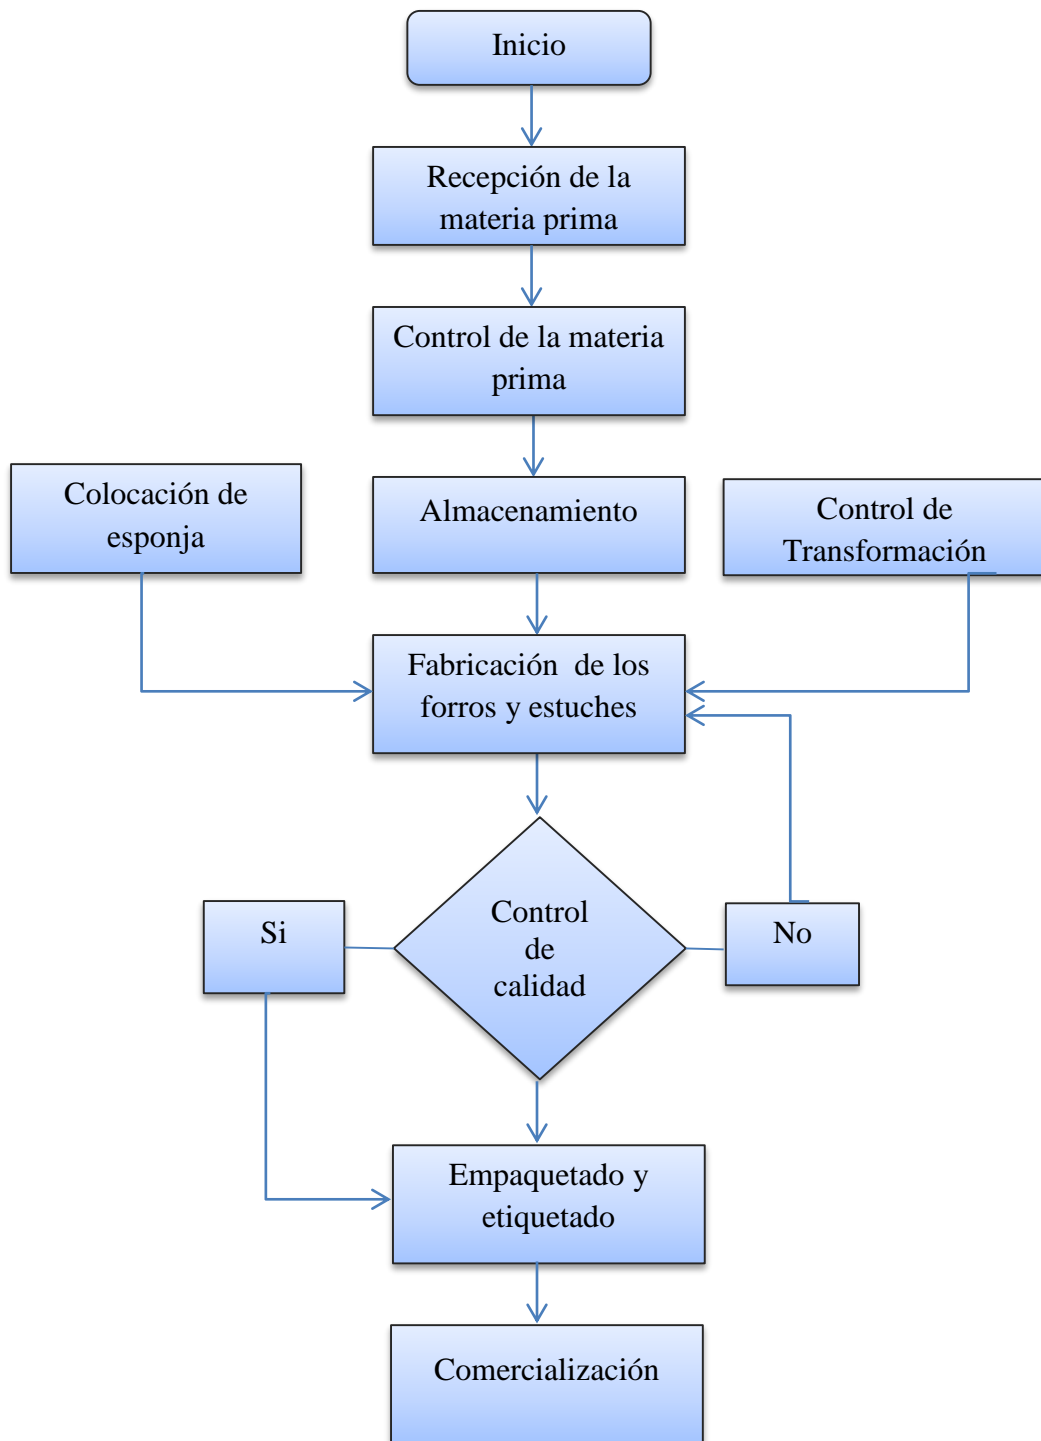 Inicio
Recepción de la
materia prima
Control de la materia
prima
Colocación de
esponja
Almacenamiento
Control de
Transformación
Fabricación  de los
forros y estuches
Si
Control
de
calidad
No
Empaquetado y
etiquetado
Comercialización